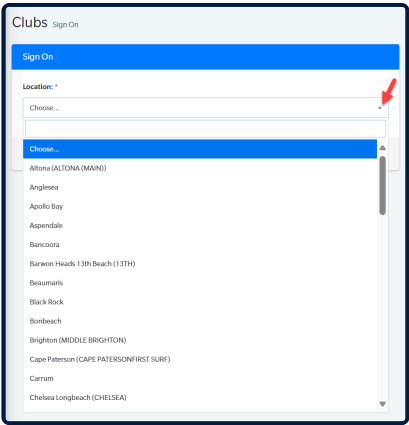 Clubs Sign On
Sign On
Location: *
Choose...
Choose...
Altona (ALTONA (MAIN))
Anglesea
Apollo Bay
Aspendale
Bancoora
Barwon Heads 13th Beach (13TH)
Beaumaris
Black Rock
Bonbeach
Brighton (MIDDLE BRIGHTON)
Cape Paterson (CAPE PATERSONFIRST SURF)
Carrum
Chelsea Longbeach (CHELSEA)